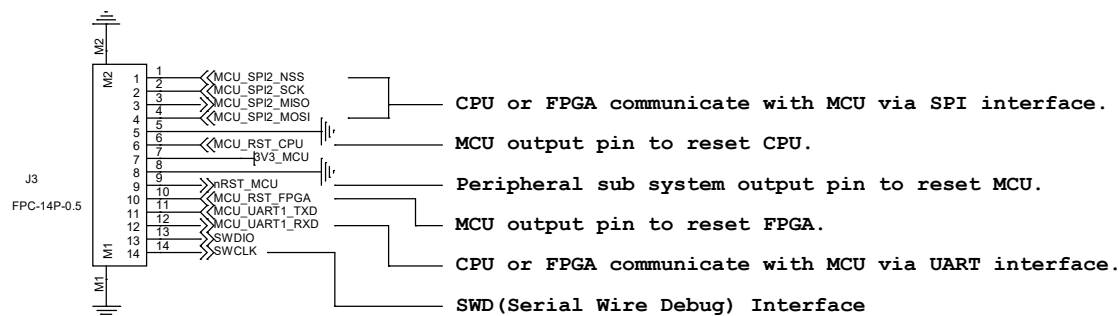 M2
M2
1 1 MCU_SPI2_NSS
2 2 MCU_SPI2_SCK
3 3 MCU_SPI2_MISO
4 4 MCU_SPI2_MOSI
CPU or FPGA communicate with MCU via SPI interface.
5 5
6 6 MCU_RST_CPU
MCU output pin to reset CPU.
7 7 3V3_MCU
8 8
9 9 nRST_MCU
Peripheral sub system output pin to reset MCU.
J3
FPC-14P-0.5
10 10 MCU_RST_FPGA
MCU output pin to reset FPGA.
11 11 MCU_UART1_TXD
12 12 MCU_UART1_RXD
CPU or FPGA communicate with MCU via UART interface.
13 13 SWDIO
14 14 SWCLK
SWD(Serial Wire Debug) Interface
M1
M1